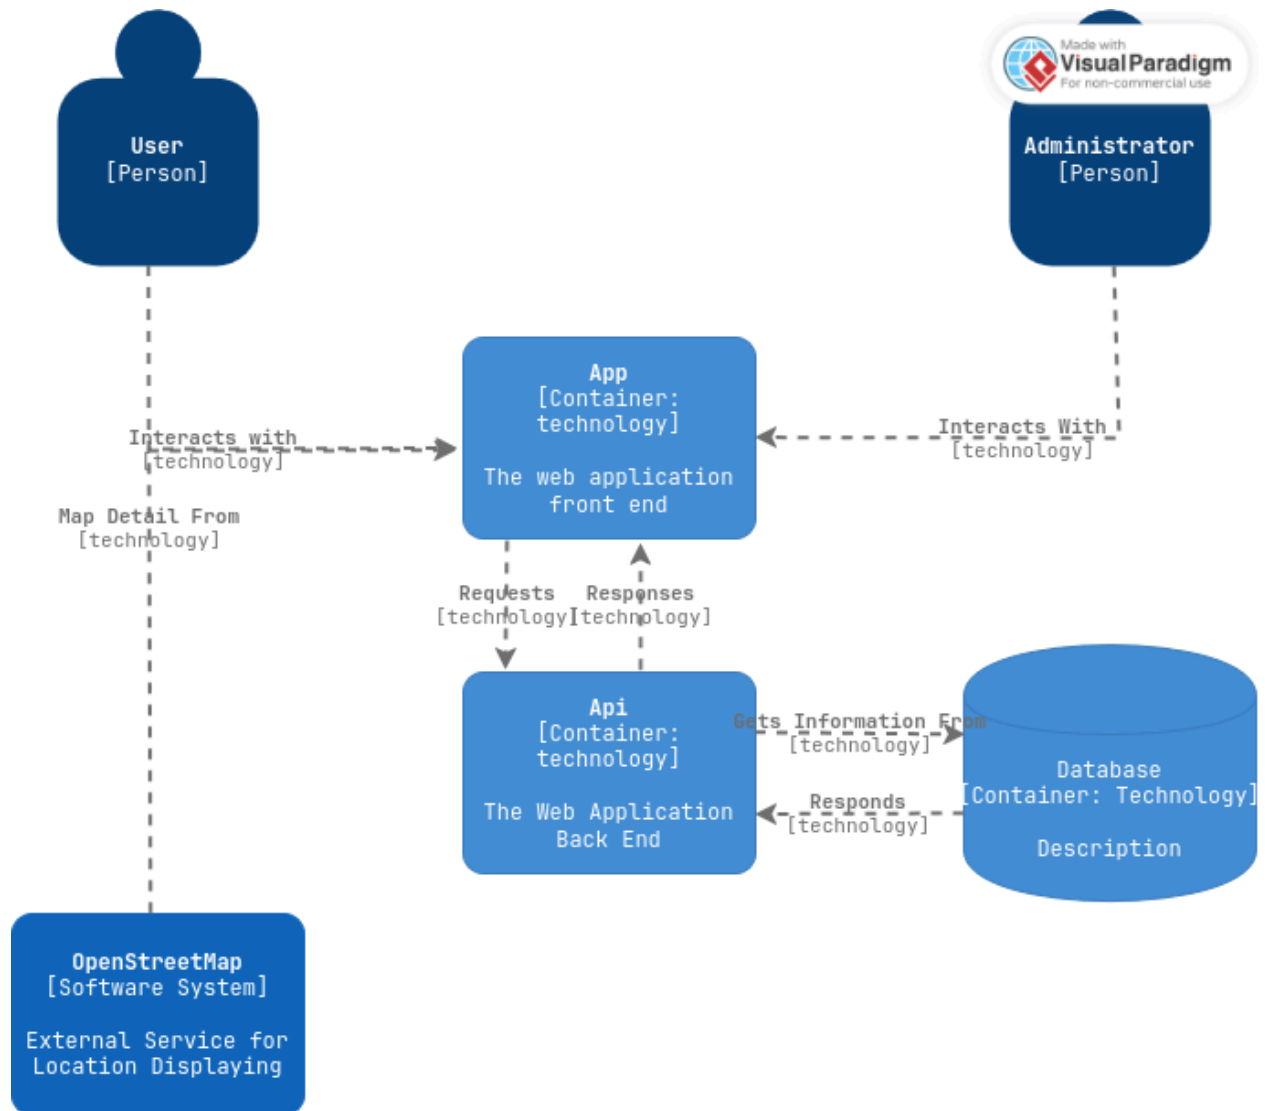 Made with
Visual Paradigm
For non-commercial use
User
[Person]
Administrator
[Person]
App
[Container:
technology]
The web application
front end
Interacts with
[technology]
Interacts With
[technology]
Map Detail From
[technology]
Requests
[technology]
Responses
[technology]
Api
[Container:
technology]
The Web Application
Back End
Gets Information From
[technology]
Responds
[technology]
Database
[Container: Technology]
Description
OpenStreetMap
[Software System]
External Service for
Location Displaying